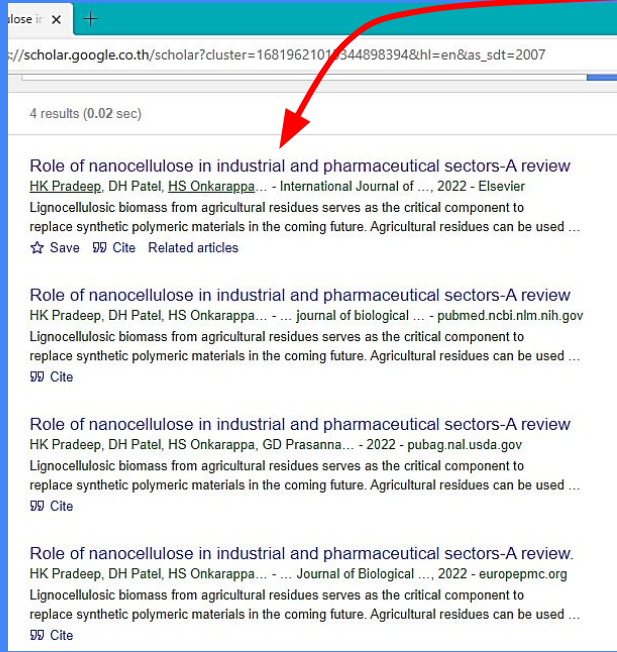 ulose ir ×
://scholar.google.co.th/scholar?cluster= &hl=en&as_sdt=2007
4 results (0.02 sec)
Role of nanocellulose in industrial and pharmaceutical sectors-A review
HK Pradeep, DH Patel, HS Onkarappa... - International Journal of ..., 2022 - Elsevier
Lignocellulosic biomass from agricultural residues serves as the critical component to
replace synthetic polymeric materials in the coming future. Agricultural residues can be used ...
Save Cite Related articles
Role of nanocellulose in industrial and pharmaceutical sectors-A review
HK Pradeep, DH Patel, HS Onkarappa... - ... journal of biological ... - pubmed.ncbi.nlm.nih.gov
Lignocellulosic biomass from agricultural residues serves as the critical component to
replace synthetic polymeric materials in the coming future. Agricultural residues can be used ...
Cite
Role of nanocellulose in industrial and pharmaceutical sectors-A review
HK Pradeep, DH Patel, HS Onkarappa, GD Prasanna... - 2022 - pubag.nal.usda.gov
Lignocellulosic biomass from agricultural residues serves as the critical component to
replace synthetic polymeric materials in the coming future. Agricultural residues can be used ...
Cite
Role of nanocellulose in industrial and pharmaceutical sectors-A review.
HK Pradeep, DH Patel, HS Onkarappa... - ... Journal of Biological ..., 2022 - europepmc.org
Lignocellulosic biomass from agricultural residues serves as the critical component to
replace synthetic polymeric materials in the coming future. Agricultural residues can be used ...
Cite